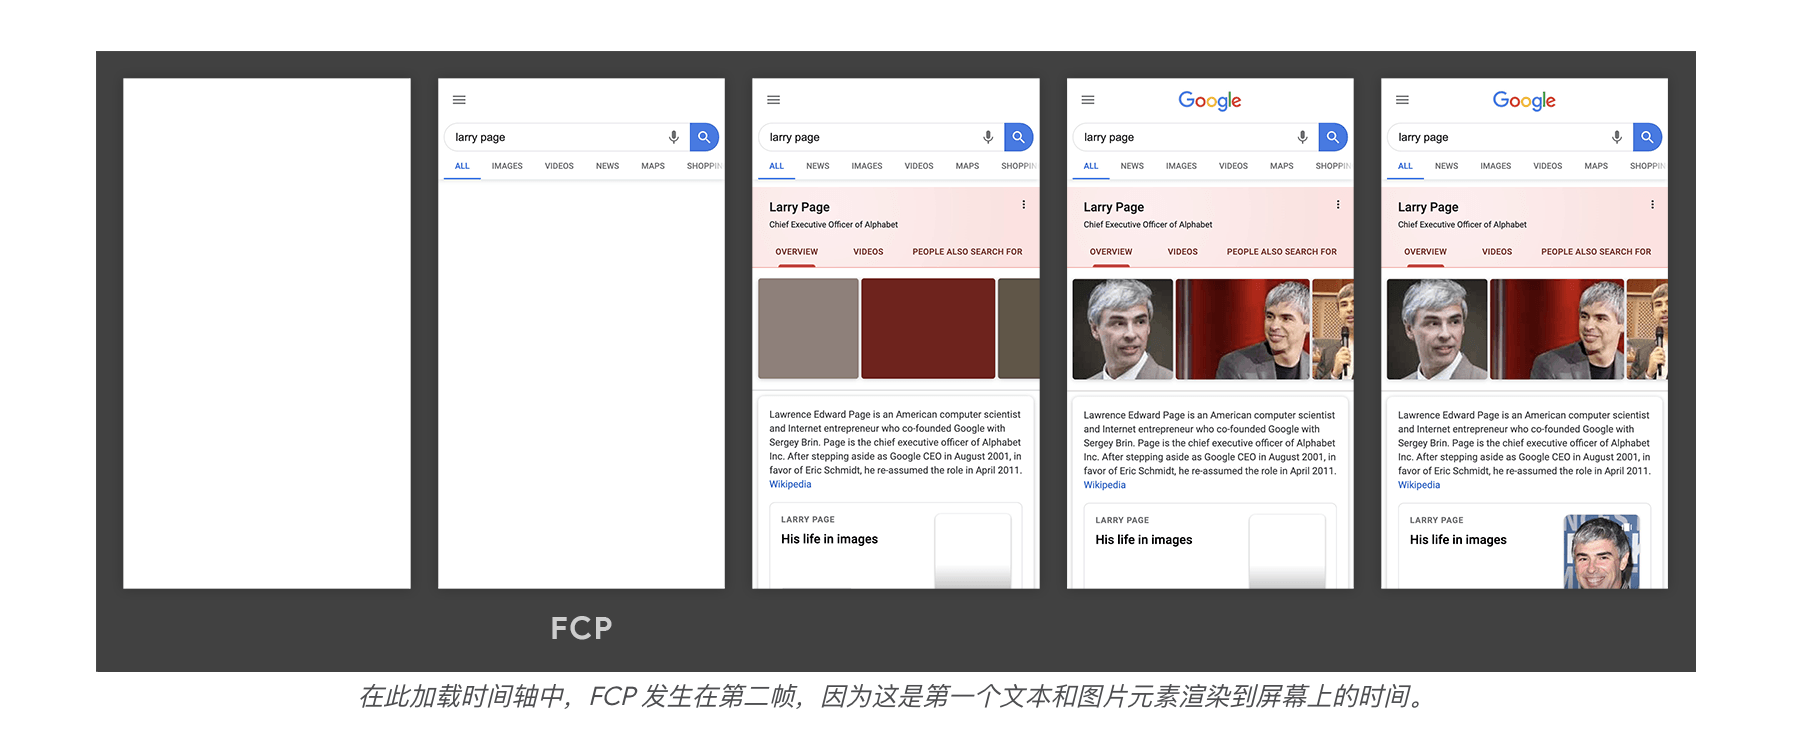 larry page
ALL IMAGES VIDEOS NEWS MAPS SHOPPIN
FCP
larry page
ALL NEWS IMAGES VIDEOS MAPS SHOPPIN
Larry Page
Chief Executive Officer of Alphabet
OVERVIEW VIDEOS PEOPLE ALSO SEARCH FOR
Lawrence Edward Page is an American computer scientist
and Internet entrepreneur who co-founded Google with
Sergey Brin. Page is the chief executive officer of Alphabet
Inc. After stepping aside as Google CEO in August 2001, in
favor of Eric Schmidt, he re-assumed the role in April 2011.
Wikipedia
LARRY PAGE
His life in images
Google
larry page
ALL NEWS IMAGES VIDEOS MAPS SHOPPIN
Larry Page
Chief Executive Officer of Alphabet
OVERVIEW VIDEOS PEOPLE ALSO SEARCH FOR
Lawrence Edward Page is an American computer scientist
and Internet entrepreneur who co-founded Google with
Sergey Brin. Page is the chief executive officer of Alphabet
Inc. After stepping aside as Google CEO in August 2001, in
favor of Eric Schmidt, he re-assumed the role in April 2011.
Wikipedia
LARRY PAGE
His life in images
Google
larry page
ALL NEWS IMAGES VIDEOS MAPS SHOPPIN
Larry Page
Chief Executive Officer of Alphabet
OVERVIEW VIDEOS PEOPLE ALSO SEARCH FOR
Lawrence Edward Page is an American computer scientist
and Internet entrepreneur who co-founded Google with
Sergey Brin. Page is the chief executive officer of Alphabet
Inc. After stepping aside as Google CEO in August 2001, in
favor of Eric Schmidt, he re-assumed the role in April 2011.
Wikipedia
LARRY PAGE
His life in images
在此加载时间轴中，FCP 发生在第二帧，因为这是第一个文本和图片元素渲染到屏幕上的时间。